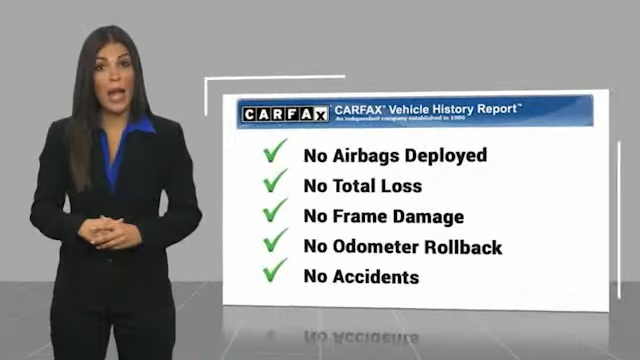 CARFAX CARFAX® Vehicle History Report™
An independent company established in 1986
No Airbags Deployed
No Total Loss
No Frame Damage
No Odometer Rollback
No Accidents